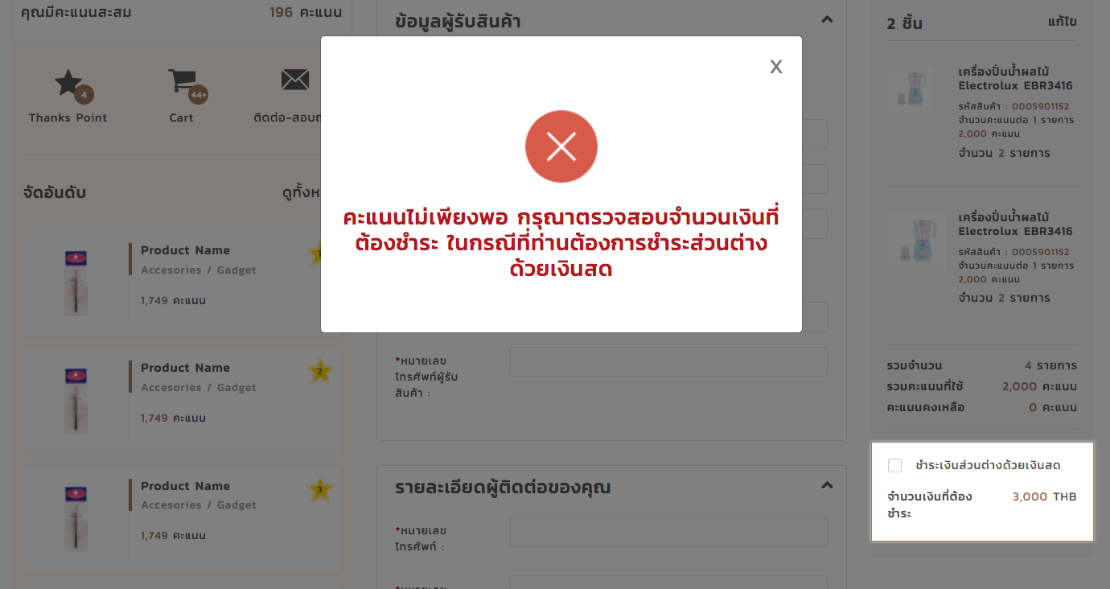 คุณมีคะแนนสะสม 196 คะแนน
4
44+
Thanks Point
Cart
ติดต่อ-สอบถ
จัดอันดับ
ดูทั้งห
Product Name
Accesories / Gadget
1,749 คะแนน
Product Name
Accesories / Gadget
1,749 คะแนน
2
Product Name
Accesories / Gadget
1,749 คะแนน
3
ข้อมูลผู้รับสินค้า
X
คะแนนไม่เพียงพอ กรุณาตรวจสอบจำนวนเงินที่
ต้องชำระ ในกรณีที่ท่านต้องการชำระส่วนต่าง
ด้วยเงินสด
*หมายเลข
โทรศัพท์ผู้รับ
สินค้า :
รายละเอียดผู้ติดต่อของคุณ
*หมายเลข
โทรศัพท์ :
2 ชิ้น
แก้ไข
เครื่องปั่นน้ำผลไม้
Electrolux EBR3416
รหัสสินค้า : 0005901152
จำนวนคะแนนต่อ 1 รายการ
2,000 คะแนน
จำนวน 2 รายการ
เครื่องปั่นน้ำผลไม้
Electrolux EBR3416
รหัสสินค้า : 0005901152
จำนวนคะแนนต่อ 1 รายการ
2,000 คะแนน
จำนวน 2 รายการ
รวมจำนวน 4 รายการ
รวมคะแนนที่ใช้ 2,000 คะแนน
คะแนนคงเหลือ 0 คะแนน
ชำระเงินส่วนต่างด้วยเงินสด
จำนวนเงินที่ต้อง 3,000 THB
ชำระ